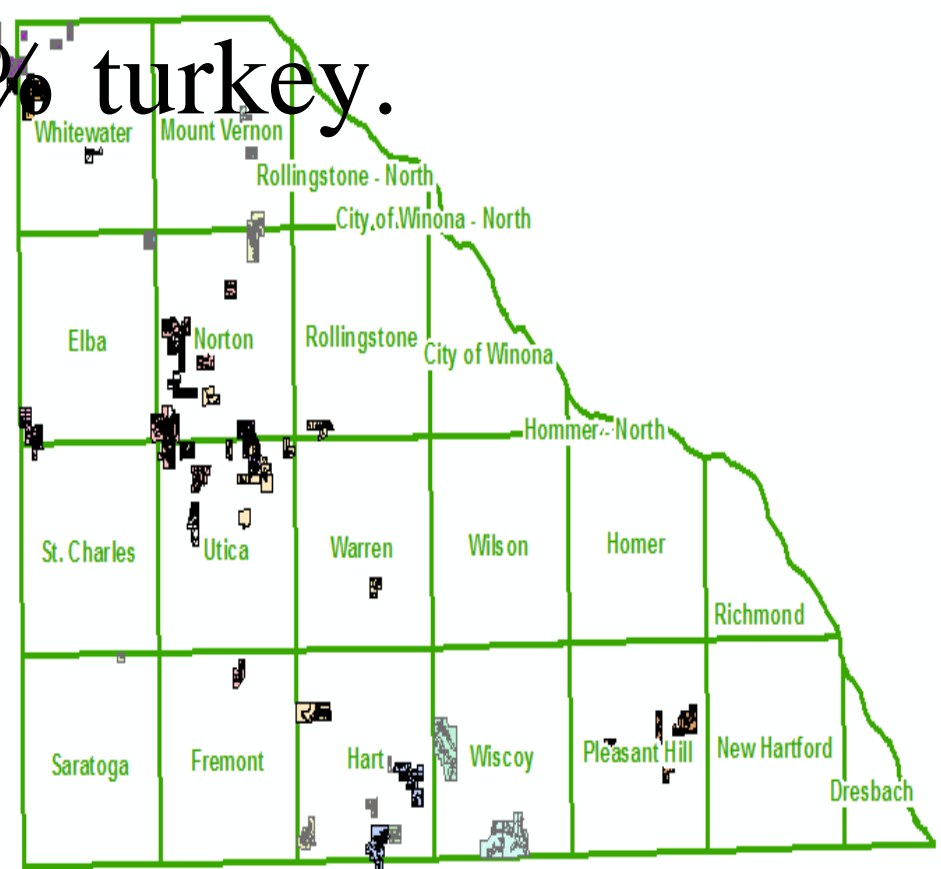 % turkey.
Whitewater
Mount Vernon
Rollingstone - North
City of Winona - North
Elba
Norton
Rollingstone
City of Winona
Hommer - North
St. Charles
Utica
Warren
Wilson
Homer
Richmond
Saratoga
Fremont
Hart
Wiscoy
Pleasant Hill
New Hartford
Dresbach